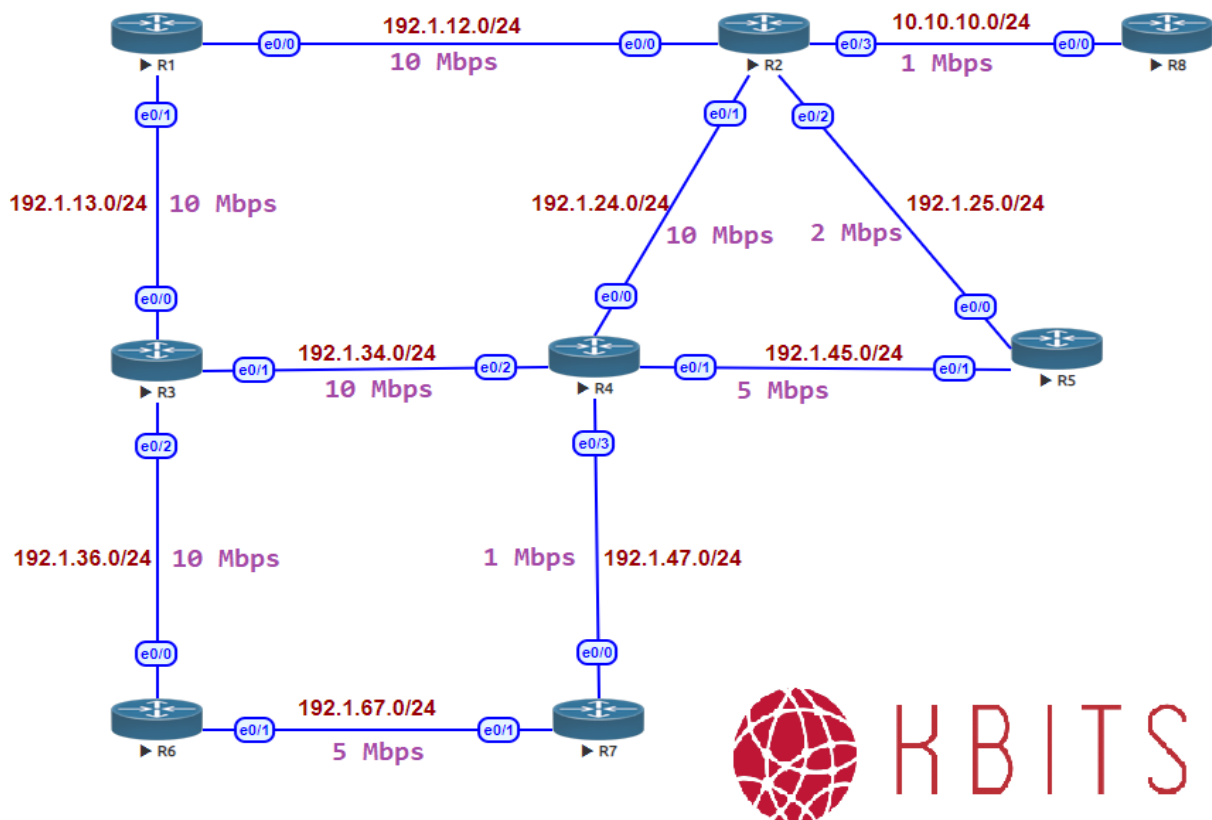 192.1.12.0/24
10.10.10.0/24
e0/0
e0/0
e0/3
e0/0
10 Mbps
1 Mbps
▶ R1
▶ R2
▶ R8
e0/1
e0/1
e0/2
192.1.13.0/24
10 Mbps
192.1.24.0/24
192.1.25.0/24
10 Mbps
2 Mbps
e0/0
e0/0
e0/0
192.1.34.0/24
192.1.45.0/24
e0/1
e0/2
e0/1
e0/1
▶ R3
10 Mbps
▶ R4
5 Mbps
▶ R5
e0/2
e0/3
192.1.36.0/24
10 Mbps
1 Mbps
192.1.47.0/24
e0/0
e0/0
192.1.67.0/24
e0/1
e0/1
▶ R6
5 Mbps
▶ R7
KBITS